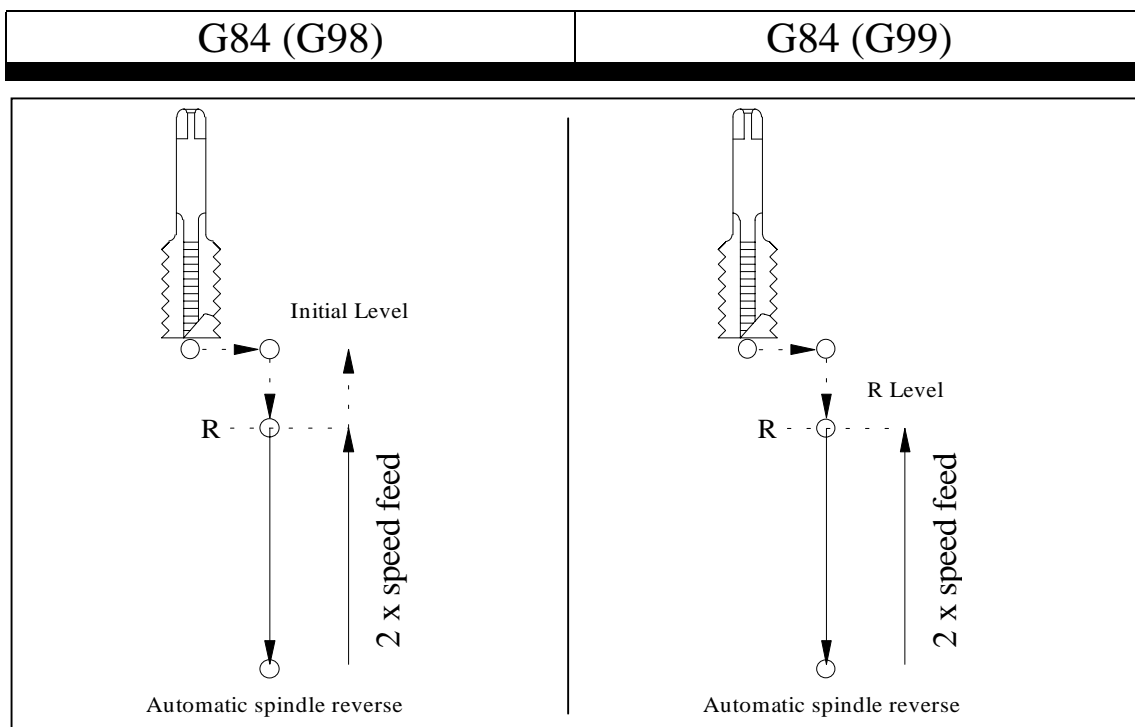 G84 (G98)
G84 (G99)
Initial Level
R
2 x speed feed
Automatic spindle reverse
R Level
R
2 x speed feed
Automatic spindle reverse